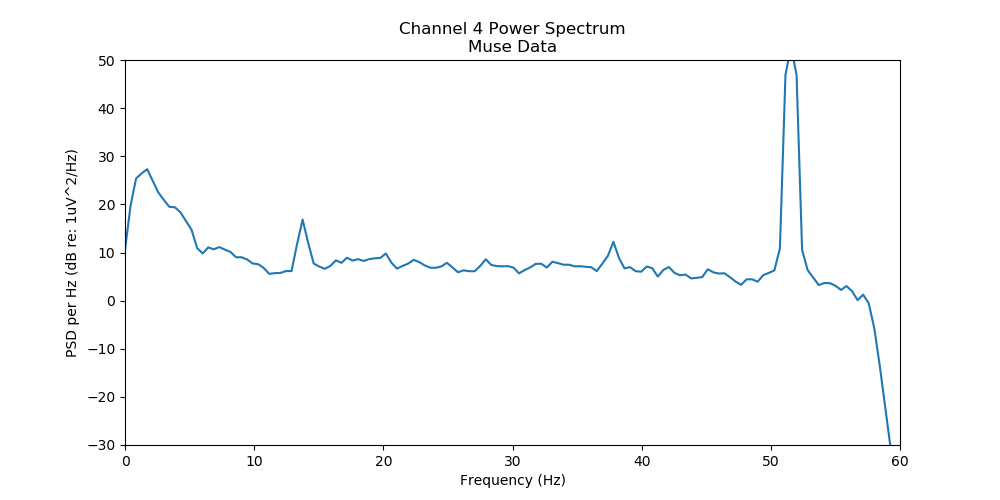 Channel 4 Power Spectrum
Muse Data
PSD per Hz (dB re: 1uV^2/Hz)
50
40
30
20
10
0
−10
−20
−30
0 10 20 30 40 50 60
Frequency (Hz)